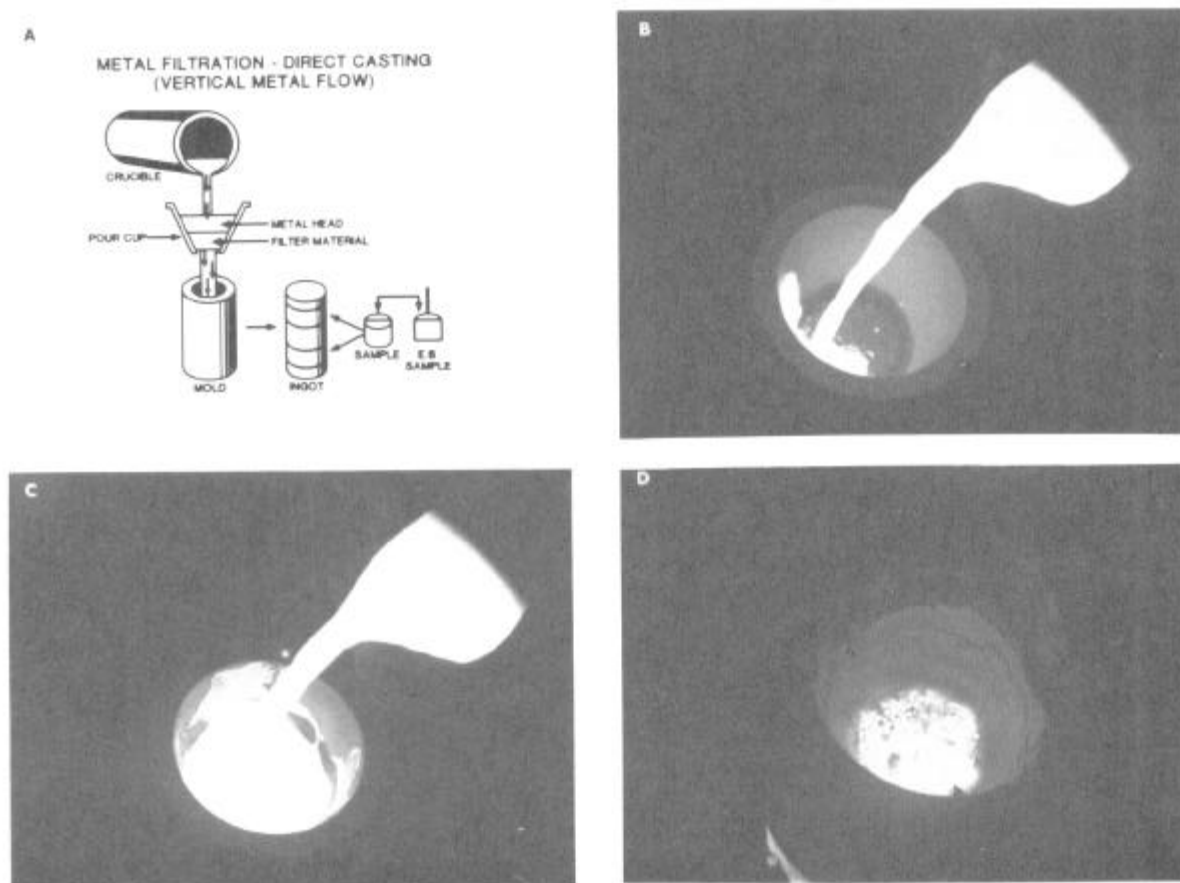 A
METAL FILTRATION - DIRECT CASTING
(VERTICAL METAL FLOW)
CRUCIBLE
METAL HEAD
POUR CUP
FILTER MATERIAL
SAMPLE
E.B
SAMPLE
MOLD
INGOT
B
C
D